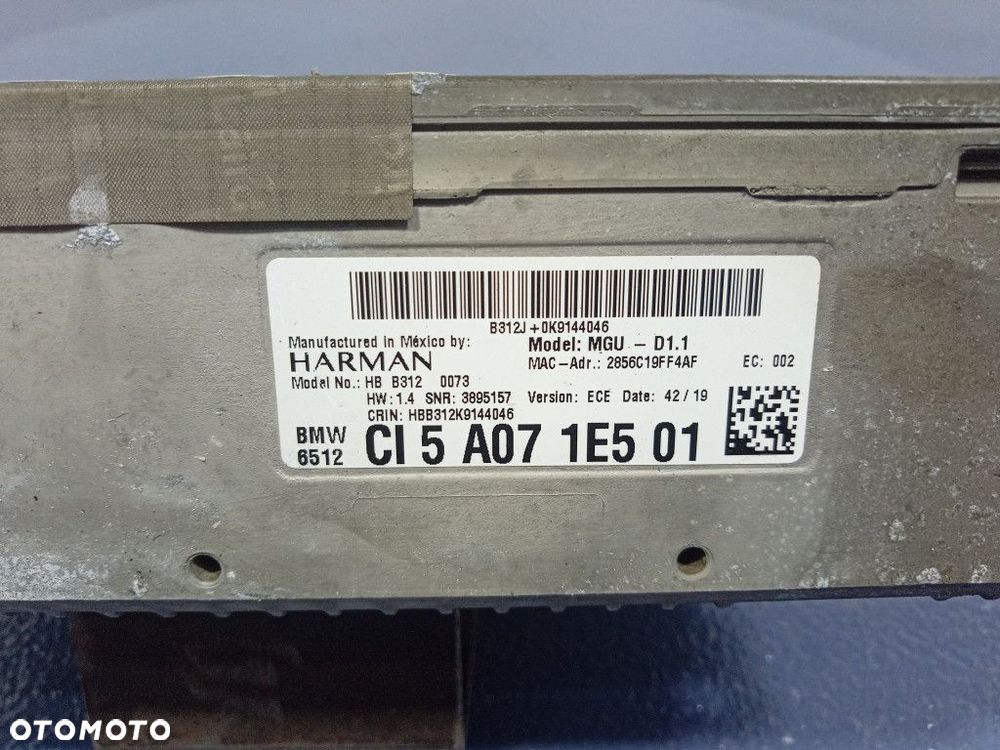 B312J+0K9144046
Manufactured in México by:
Model: MGU - D1.1
HARMAN
MAC-Adr.: 2856C19FF4AF EC: 002
Model No.: HB B312 0073
HW: 1.4 SNR: 3895157 Version: ECE Date: 42/19
CRIN: HBB312K9144046
BMW
6512
CI 5 A07 1E5 01
OTOMOTO